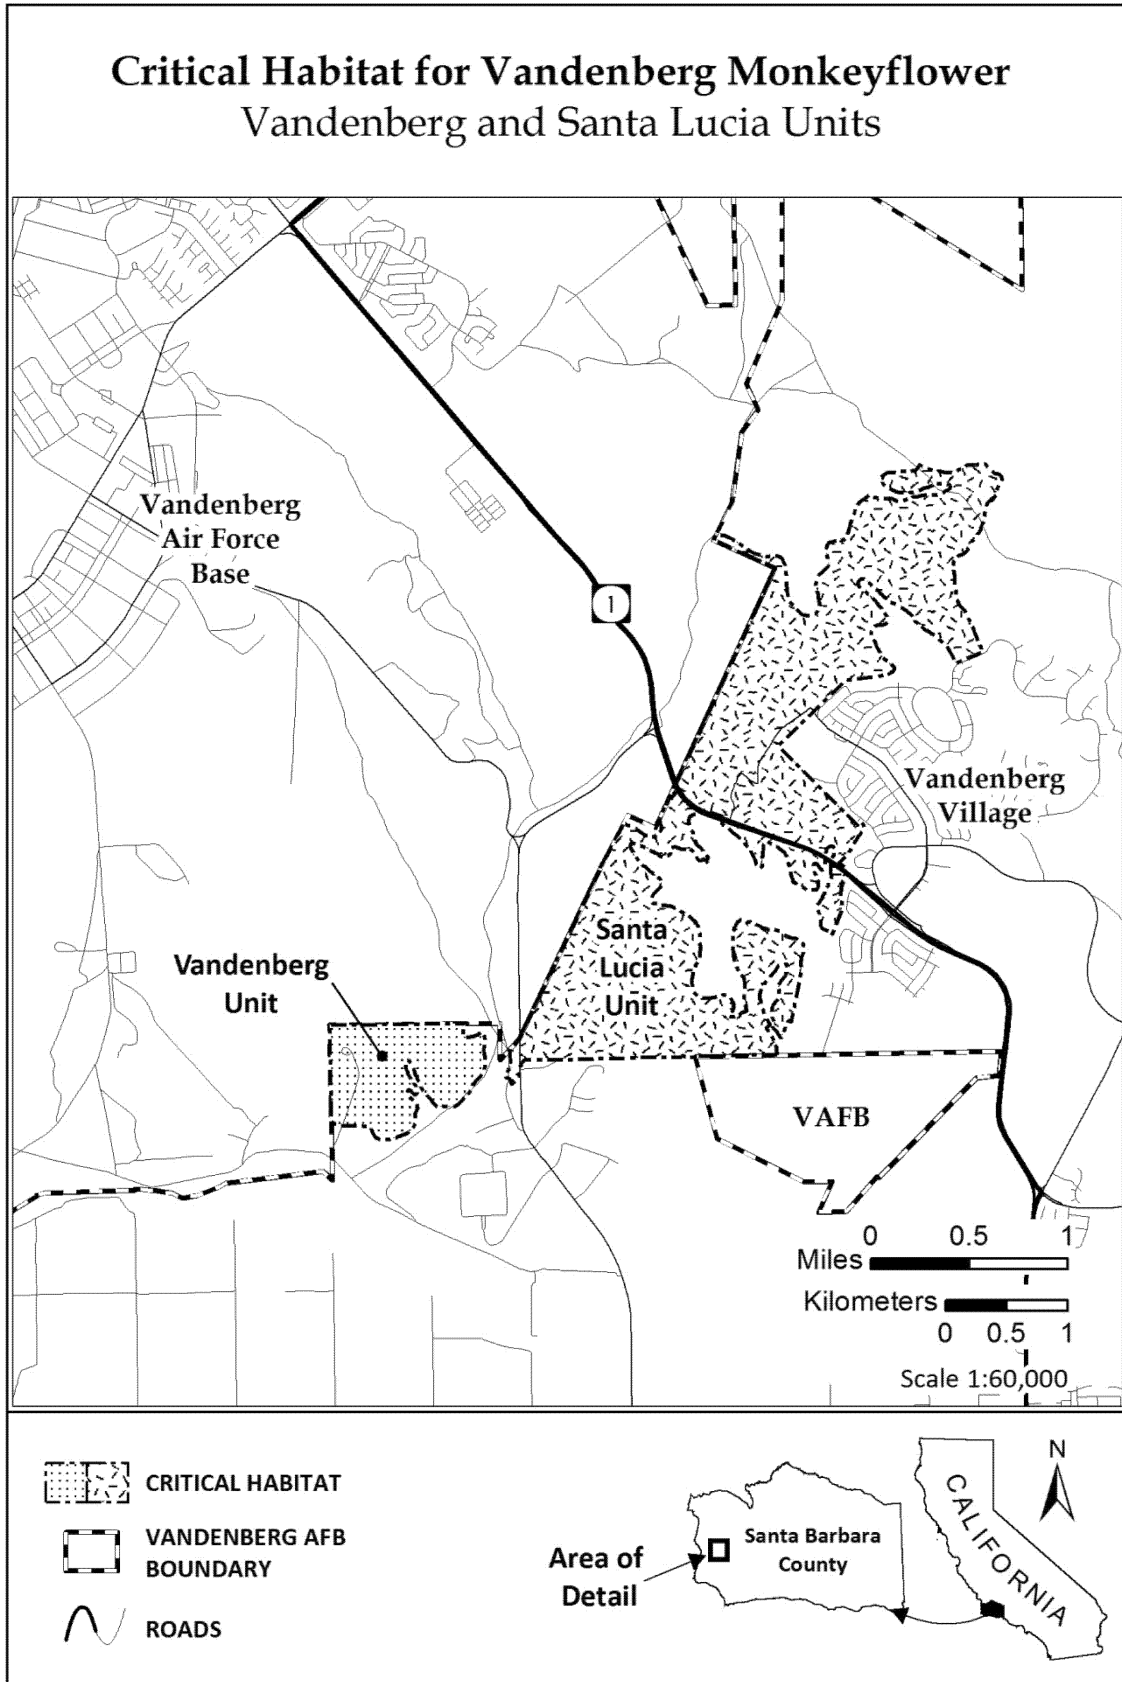 Critical Habitat for Vandenberg Monkeyflower
Vandenberg and Santa Lucia Units
Vandenberg
Air Force
Base
1
Vandenberg
Village
Santa
Lucia
Unit
Vandenberg
Unit
VAFB
0 0.5 1
Miles
Kilometers
0 0.5 1
Scale 1:60,000
CRITICAL HABITAT
VANDENBERG AFB
BOUNDARY
ROADS
Area of
Detail
Santa Barbara
County
CALIFORNIA
N